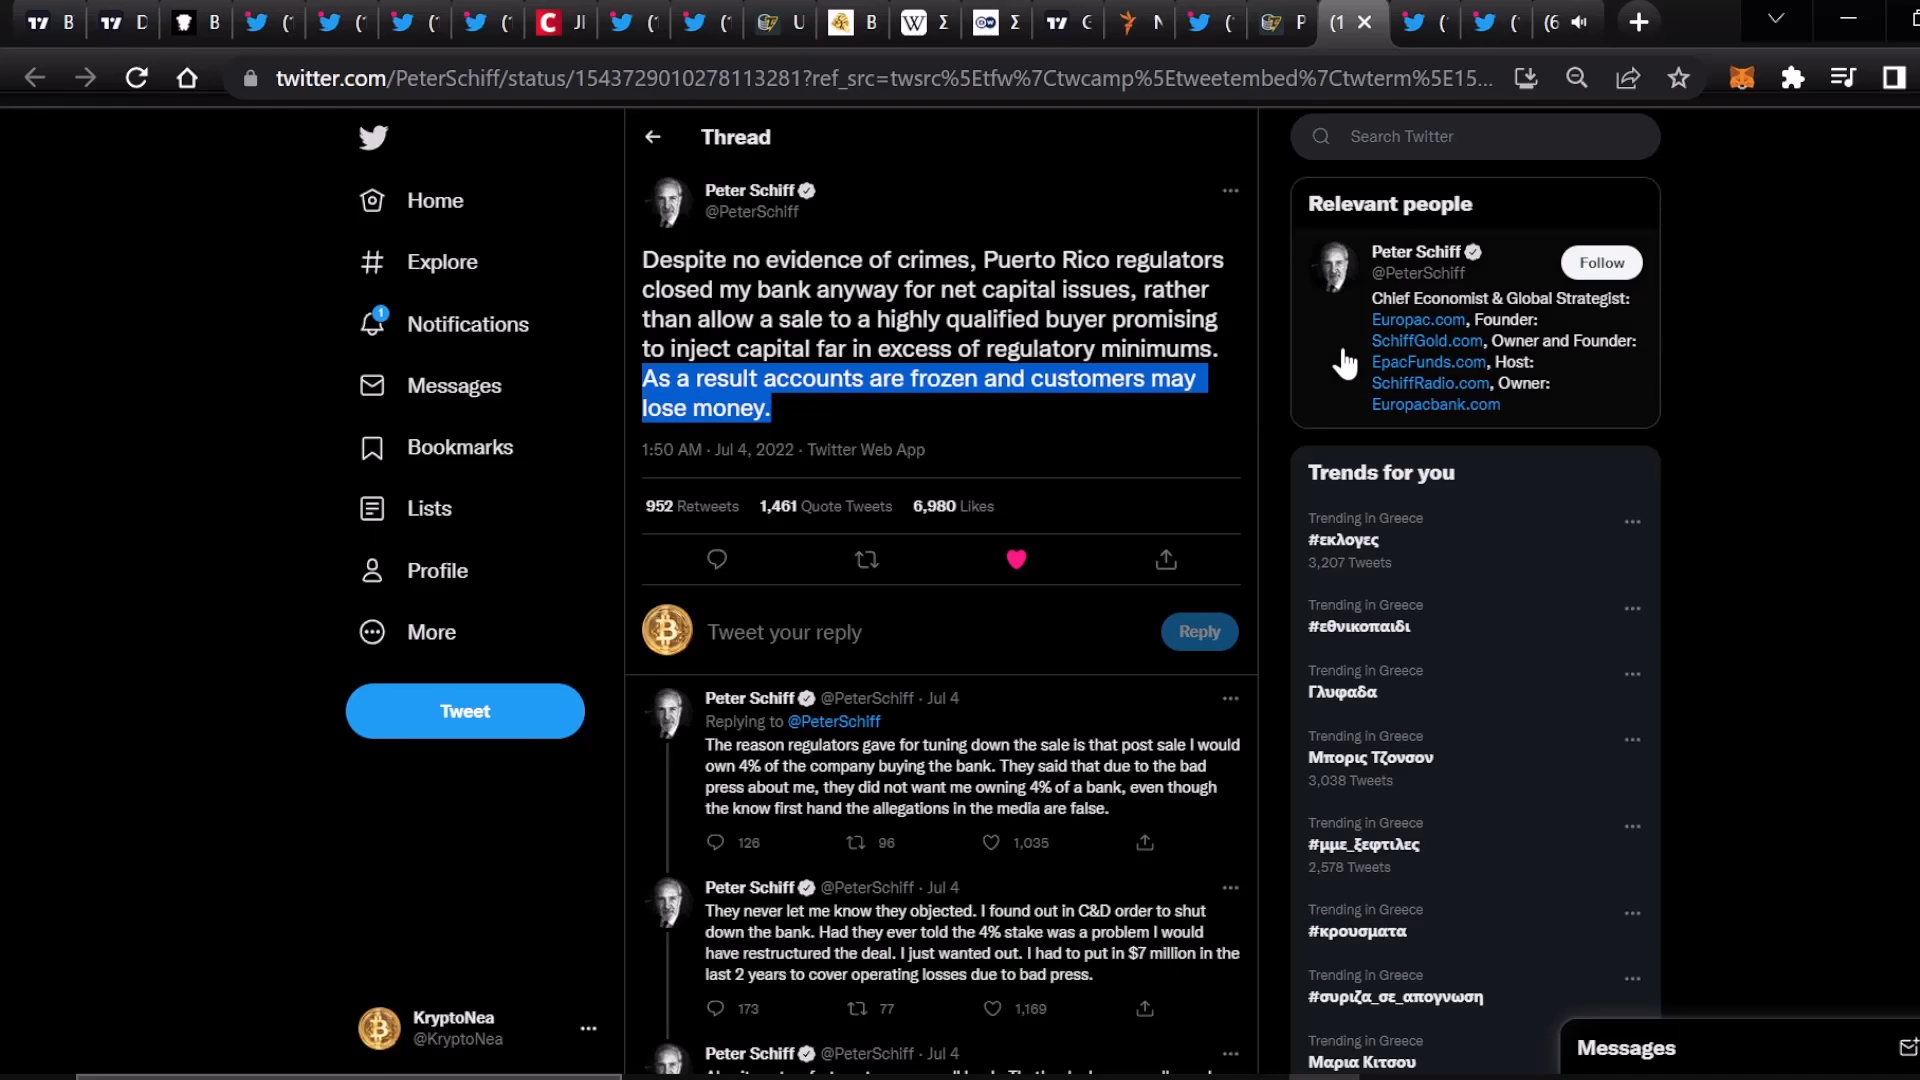 B
D
B
(
(
(
(
JI
(
(
U
B
Σ
Σ
C
N
(
P
(1
(
(
(6
twitter.com/PeterSchiff/status/1543729010278113281?ref_src=twsrc%5Etfw%7Ctwcamp%5Etweetembed%7Ctwterm%5E15...
Home
Explore
1
Notifications
Messages
Bookmarks
Lists
Profile
More
Tweet
KryptoNea
@KryptoNea
Thread
Peter Schiff
@PeterSchiff
Despite no evidence of crimes, Puerto Rico regulators
closed my bank anyway for net capital issues, rather
than allow a sale to a highly qualified buyer promising
to inject capital far in excess of regulatory minimums.
As a result accounts are frozen and customers may
lose money.
1:50 AM · Jul 4, 2022 · Twitter Web App
952 Retweets 1,461 Quote Tweets 6,980 Likes
Tweet your reply
Reply
Peter Schiff @PeterSchiff · Jul 4
Replying to @PeterSchiff
The reason regulators gave for tuning down the sale is that post sale I would
own 4% of the company buying the bank. They said that due to the bad
press about me, they did not want me owning 4% of a bank, even though
the know first hand the allegations in the media are false.
126 96 1,035
Peter Schiff @PeterSchiff · Jul 4
They never let me know they objected. I found out in C&D order to shut
down the bank. Had they ever told the 4% stake was a problem I would
have restructured the deal. I just wanted out. I had to put in $7 million in the
last 2 years to cover operating losses due to bad press.
173 77 1,169
Peter Schiff @PeterSchiff · Jul 4
Search Twitter
Relevant people
Peter Schiff
@PeterSchiff
Follow
Chief Economist & Global Strategist:
Europac.com, Founder:
SchiffGold.com, Owner and Founder:
EpacFunds.com, Host:
SchiffRadio.com, Owner:
Europacbank.com
Trends for you
Trending in Greece
#εκλογες
3,207 Tweets
Trending in Greece
#εθνικοπαιδι
Trending in Greece
Γλυφαδα
Trending in Greece
Μπορις Τζονσον
3,038 Tweets
Trending in Greece
#μμε_ξεφτιλες
2,578 Tweets
Trending in Greece
#κρουσματα
Trending in Greece
#συριζα_σε_απογνωση
Trending in Greece
Μαρια Κιτσου
Messages